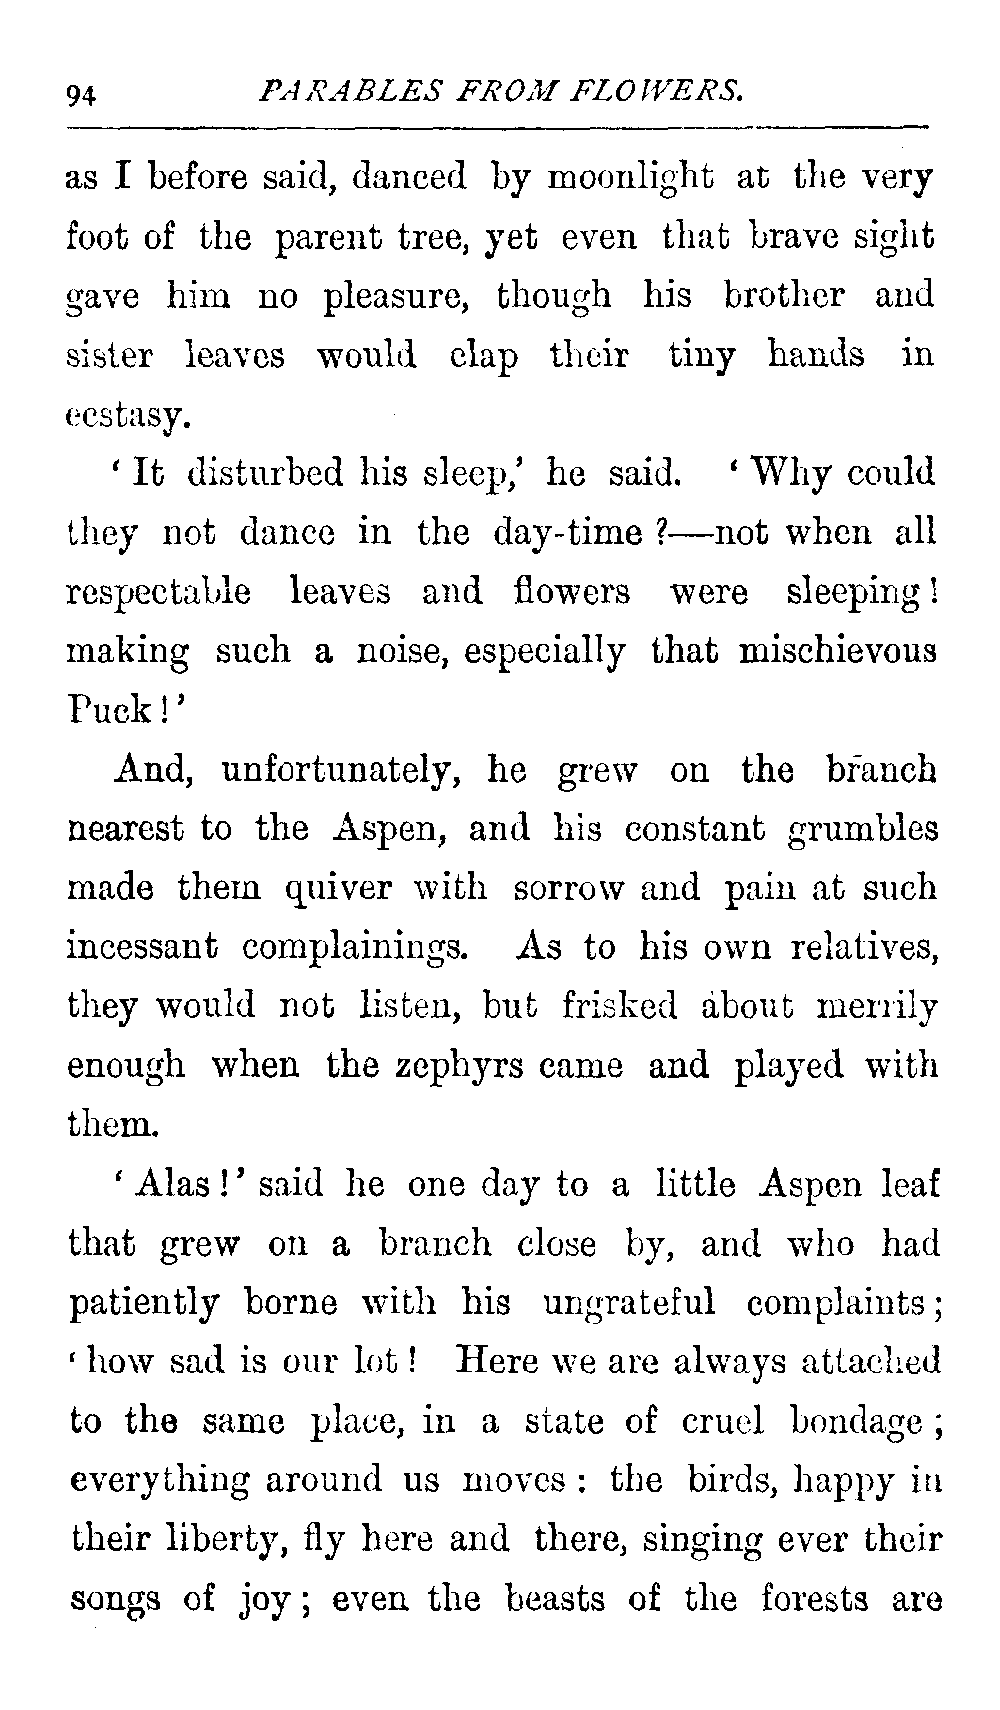 94 PARABLES FROM FLOWERS.
as I before said, danced by moonlight at the very
foot of the parent tree, yet even that brave sight
gave him no pleasure, though his brother and
sister leaves would clap their tiny hands in
ecstasy.
‘ It disturbed his sleep,’ he said. ‘ Why could
they not dance in the day-time ?—not when all
respectable leaves and flowers were sleeping !
making such a noise, especially that mischievous
Puck ! ’
And, unfortunately, he grew on the branch
nearest to the Aspen, and his constant grumbles
made them quiver with sorrow and pain at such
incessant complainings. As to his own relatives,
they would not listen, but frisked about merrily
enough when the zephyrs came and played with
them.
‘ Alas ! ’ said he one day to a little Aspen leaf
that grew on a branch close by, and who had
patiently borne with his ungrateful complaints ;
‘ how sad is our lot ! Here we are always attached
to the same place, in a state of cruel bondage ;
everything around us moves : the birds, happy in
their liberty, fly here and there, singing ever their
songs of joy ; even the beasts of the forests are